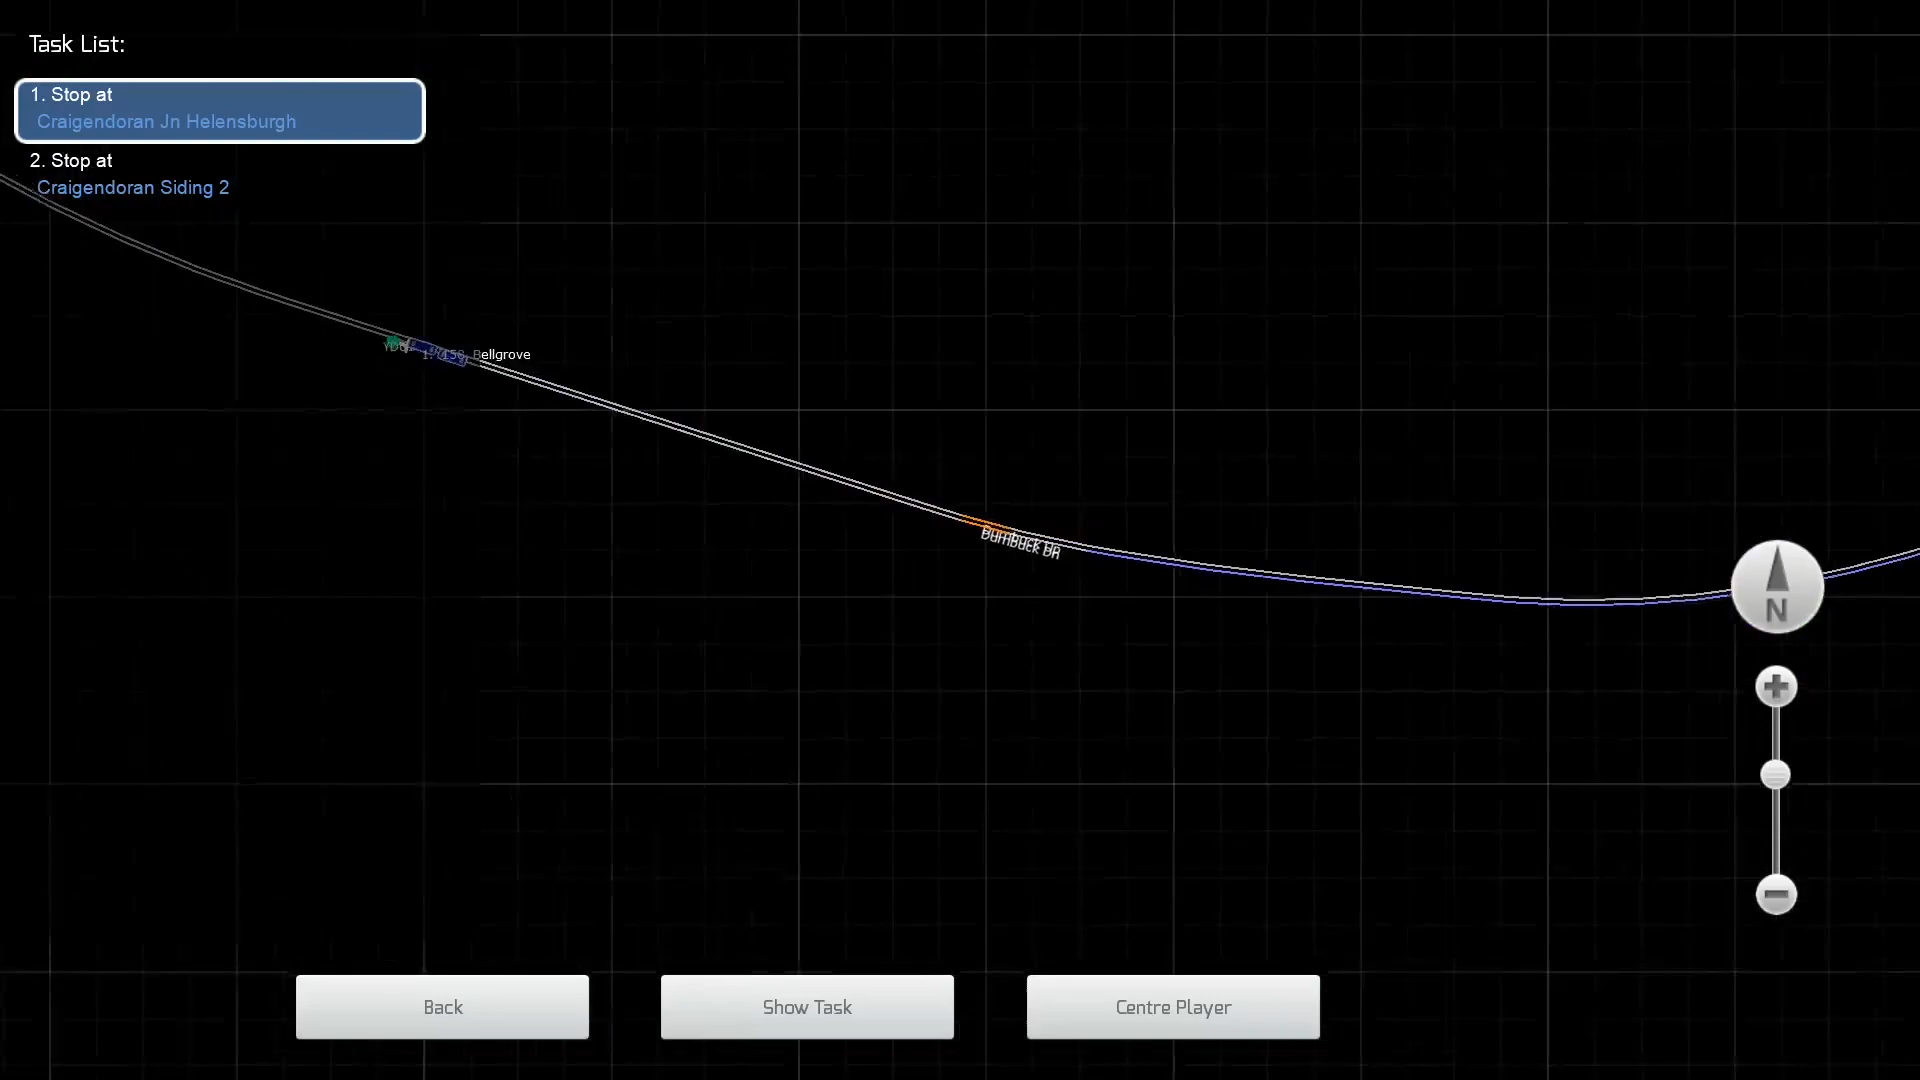 Task List:
1. Stop at
Craigendoran Jn Helensburgh
2. Stop at
Craigendoran Siding 2
Bellgrove
N
Back
Show Task
Centre Player